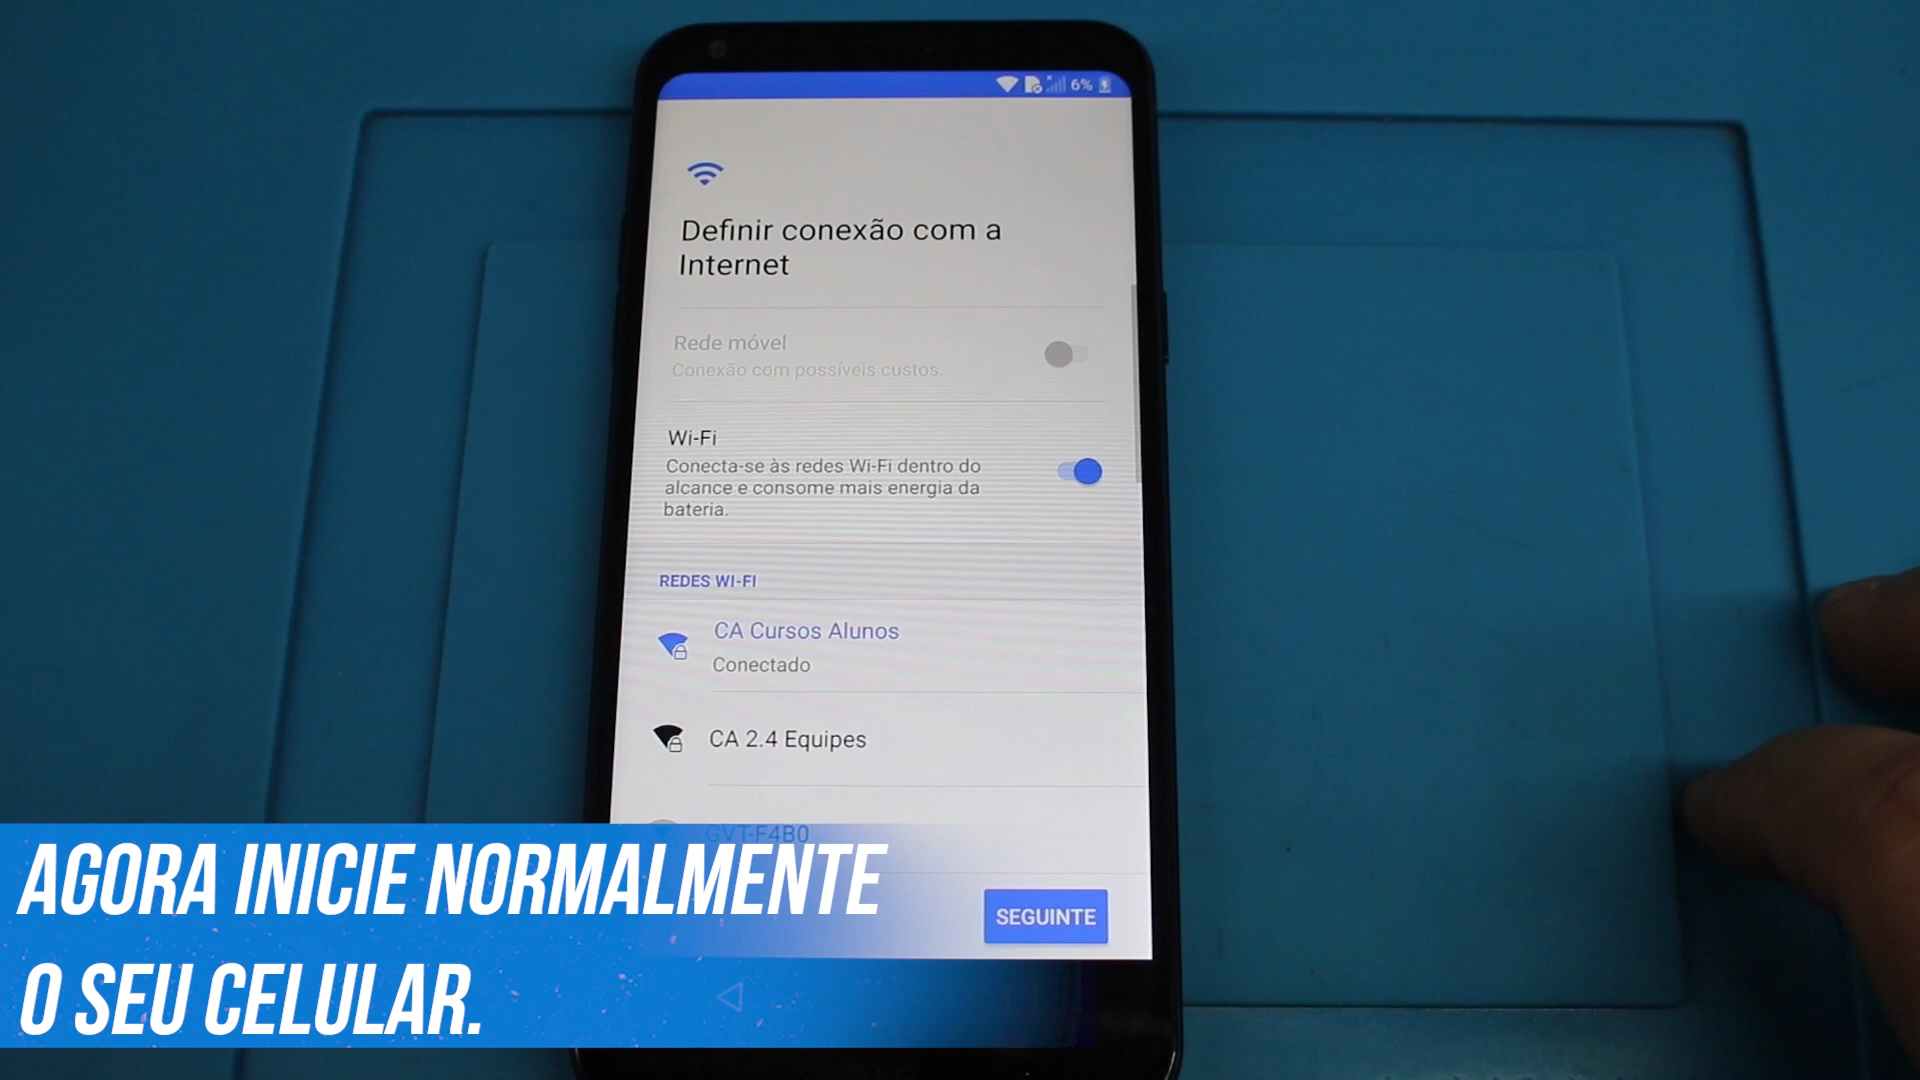 6%
Definir conexão com a
Internet
Rede móvel
Conexão com possíveis custos.
Wi-Fi
Conecta-se às redes Wi-Fi dentro do
alcance e consome mais energia da
bateria.
REDES WI-FI
CA Cursos Alunos
Conectado
CA 2.4 Equipes
GVT-F4B0
SEGUINTE
AGORA INICIE NORMALMENTE
O SEU CELULAR.